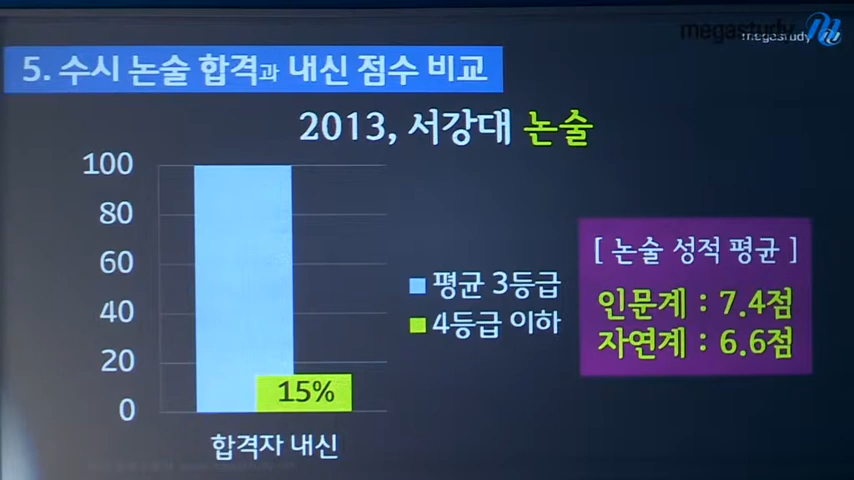 megastudy
megastudy
5. 수시 논술 합격과 내신 점수 비교
2013, 서강대 논술
100
80
60
40
20
0
15%
합격자 내신
평균 3등급
4등급 이하
[ 논술 성적 평균 ]
인문계 : 7.4점
자연계 : 6.6점